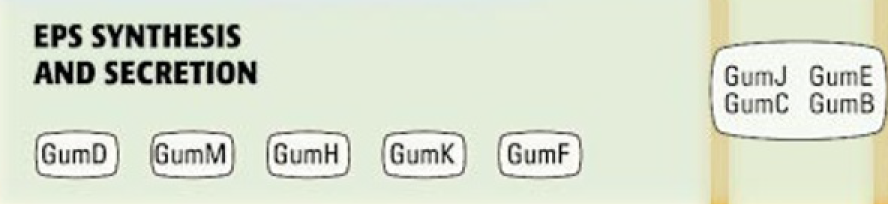 EPS SYNTHESIS
AND SECRETION
GumD GumM GumH GumK GumF
GumJ GumE
GumC GumB